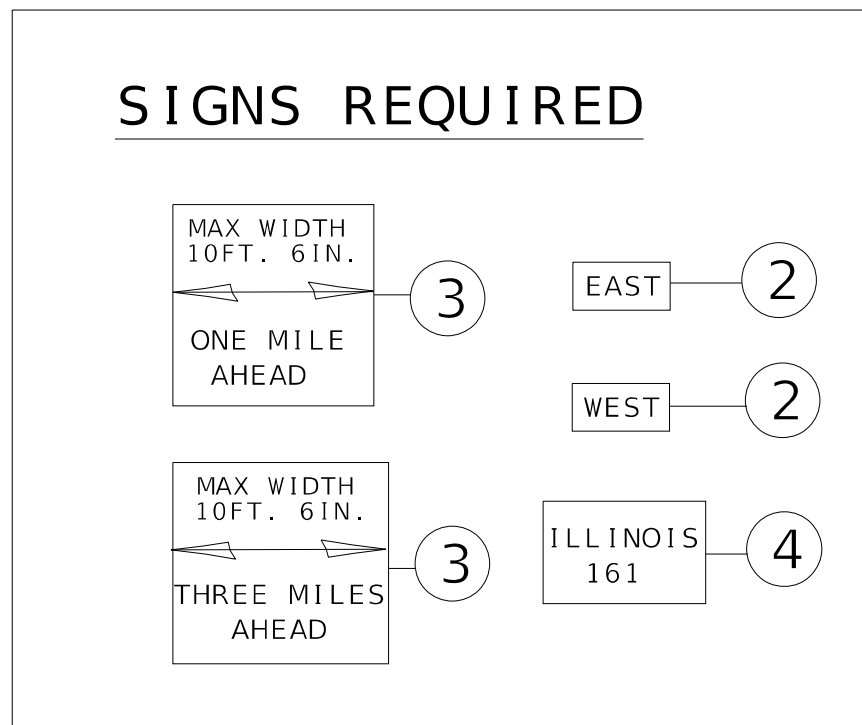 SIGNS REQUIRED
MAX WIDTH
10FT. 6IN.
ONE MILE
AHEAD
3
EAST
2
WEST
2
MAX WIDTH
10FT. 6IN.
THREE MILES
AHEAD
3
ILLINOIS
161
4